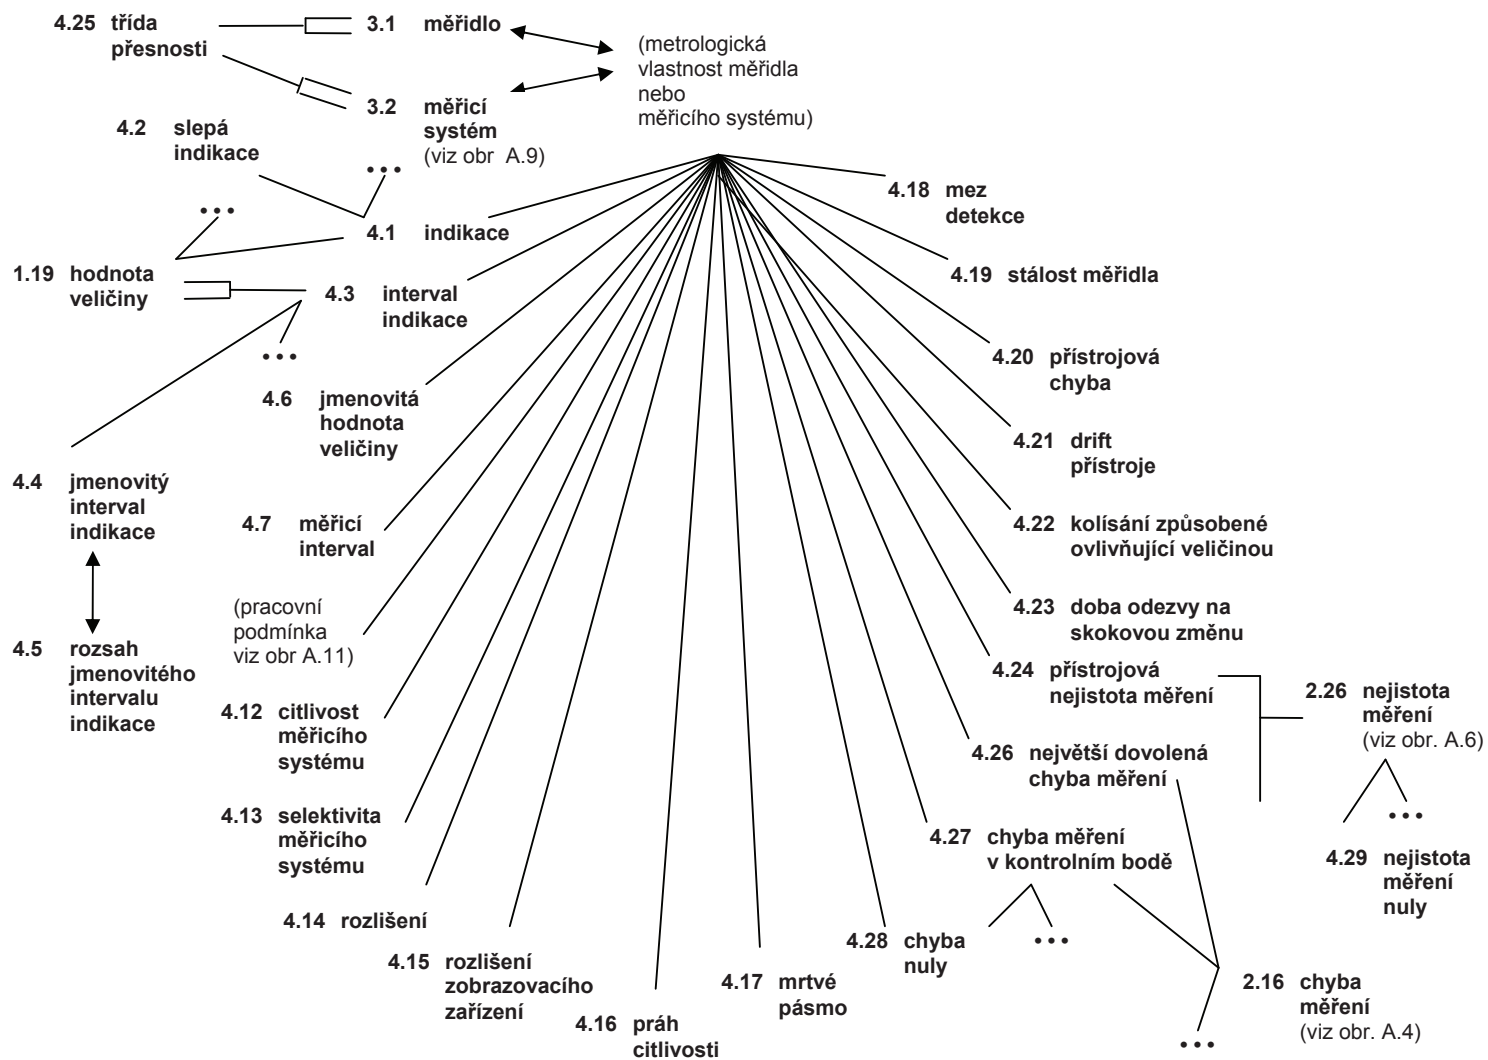 4.25 třída
přesnosti
3.1 měřidlo
(metrologická
vlastnost měřidla
nebo
měřicího systému)
3.2 měřicí
systém
(viz obr A.9)
4.2 slepá
indikace
•••
•••
4.1 indikace
1.19 hodnota
veličiny
4.3 interval
indikace
•••
4.6 jmenovitá
hodnota
veličiny
4.4 jmenovitý
interval
indikace
4.5 rozsah
jmenovitého
intervalu
indikace
4.7 měřicí
interval
(pracovní
podmínka
viz obr A.11)
4.12 citlivost
měřicího
systému
4.13 selektivita
měřicího
systému
4.14 rozlišení
4.15 rozlišení
zobrazovacího
zařízení
4.16 práh
citlivosti
4.17 mrtvé
pásmo
4.18 mez
detekce
4.19 stálost měřidla
4.20 přístrojová
chyba
4.21 drift
přístroje
4.22 kolísání způsobené
ovlivňující veličinou
4.23 doba odezvy na
skokovou změnu
4.24 přístrojová
nejistota měření
2.26 nejistota
měření
(viz obr. A.6)
•••
4.29 nejistota
měření
nuly
4.26 největší dovolená
chyba měření
4.27 chyba měření
v kontrolním bodě
4.28 chyba
nuly
•••
2.16 chyba
měření
(viz obr. A.4)
•••